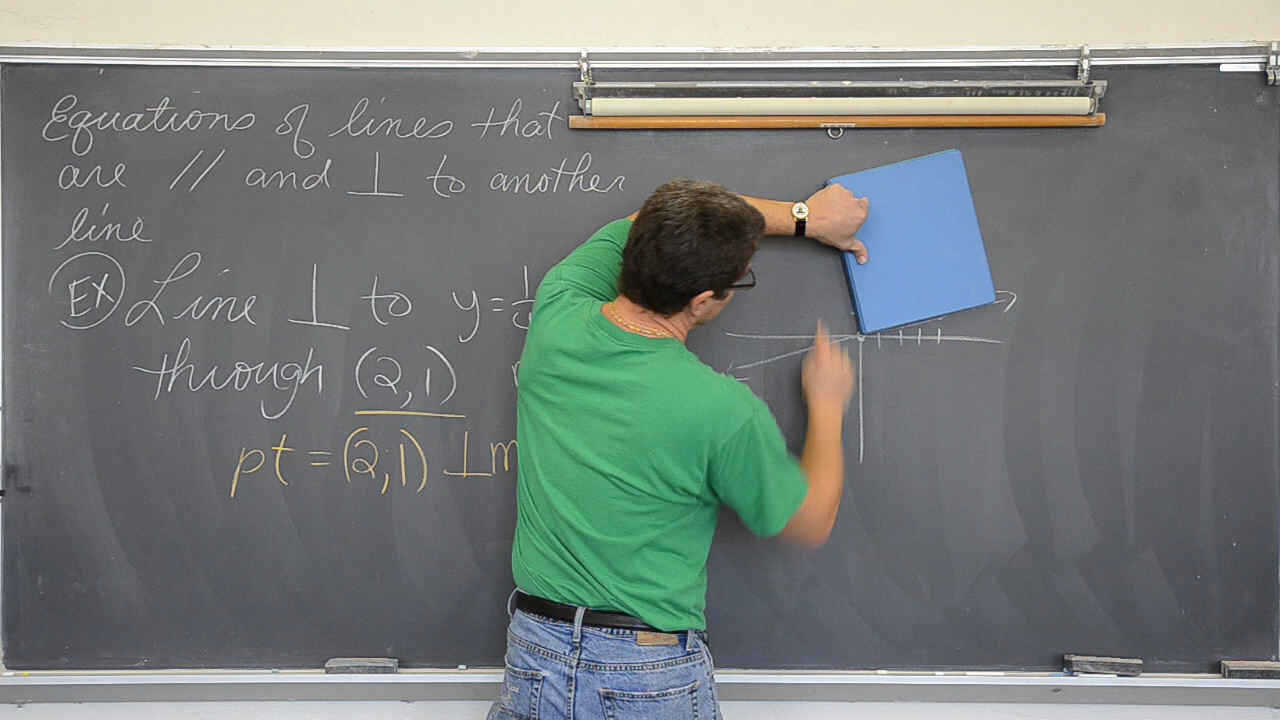 Equations of lines that
are // and ⊥ to another
line
EX Line ⊥ to y=
through (2,1)
pt = (2,1) ⊥m